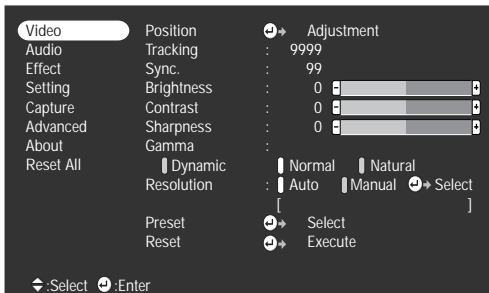 Video Position Adjustment
Audio Tracking : 9999
Effect Sync. : 99
Setting Brightness : 0 - +
Capture Contrast : 0 - +
Advanced Sharpness : 0 - +
About Gamma :
Reset All Dynamic Normal Natural
Resolution : Auto Manual Select
[ ]
Preset Select
Reset Execute
:Select :Enter